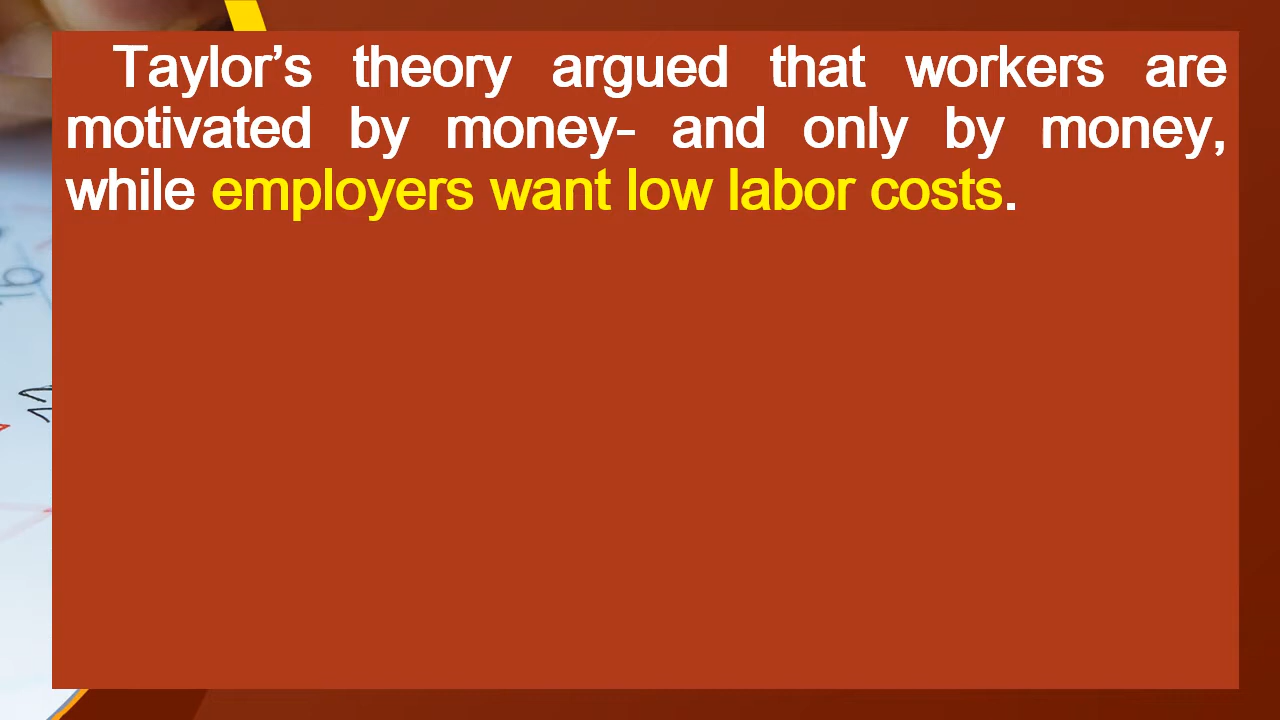 Taylor’s theory argued that workers are
motivated by money- and only by money,
while employers want low labor costs.